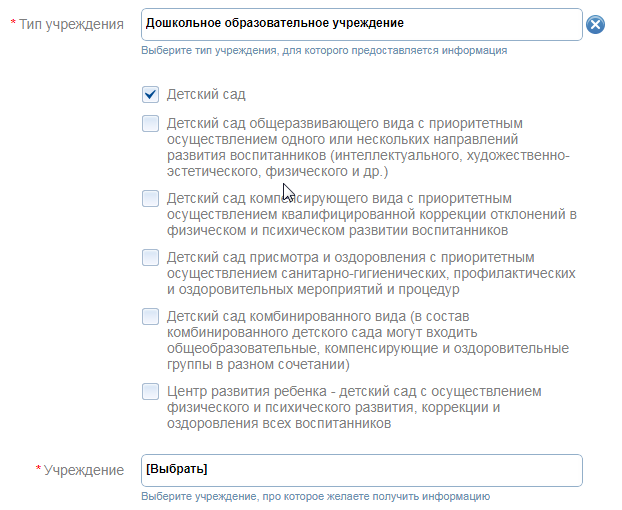 * Тип учреждения
Дошкольное образовательное учреждение
Выберите тип учреждения, для которого предоставляется информация
Детский сад
Детский сад общеразвивающего вида с приоритетным
осуществлением одного или нескольких направлений
развития воспитанников (интеллектуального, художественно-
эстетического, физического и др.)
Детский сад компенсирующего вида с приоритетным
осуществлением квалифицированной коррекции отклонений в
физическом и психическом развитии воспитанников
Детский сад присмотра и оздоровления с приоритетным
осуществлением санитарно-гигиенических, профилактических
и оздоровительных мероприятий и процедур
Детский сад комбинированного вида (в состав
комбинированного детского сада могут входить
общеобразовательные, компенсирующие и оздоровительные
группы в разном сочетании)
Центр развития ребенка - детский сад с осуществлением
физического и психического развития, коррекции и
оздоровления всех воспитанников
* Учреждение
[Выбрать]
Выберите учреждение, про которое желаете получить информацию